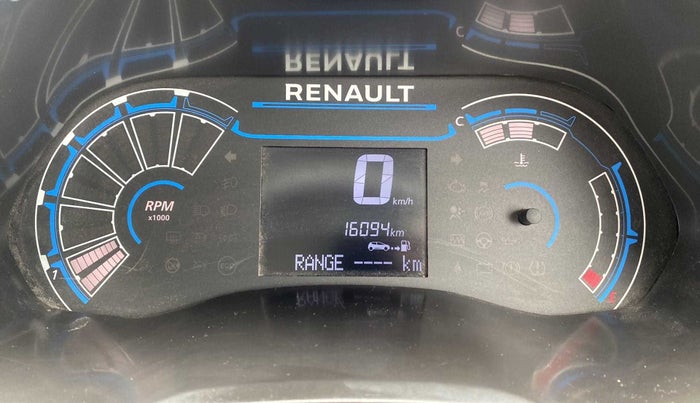 RENAULT
C
C
RENAULT
0 km/h
RPM
x1000
16094km
RANGE ---- km
1